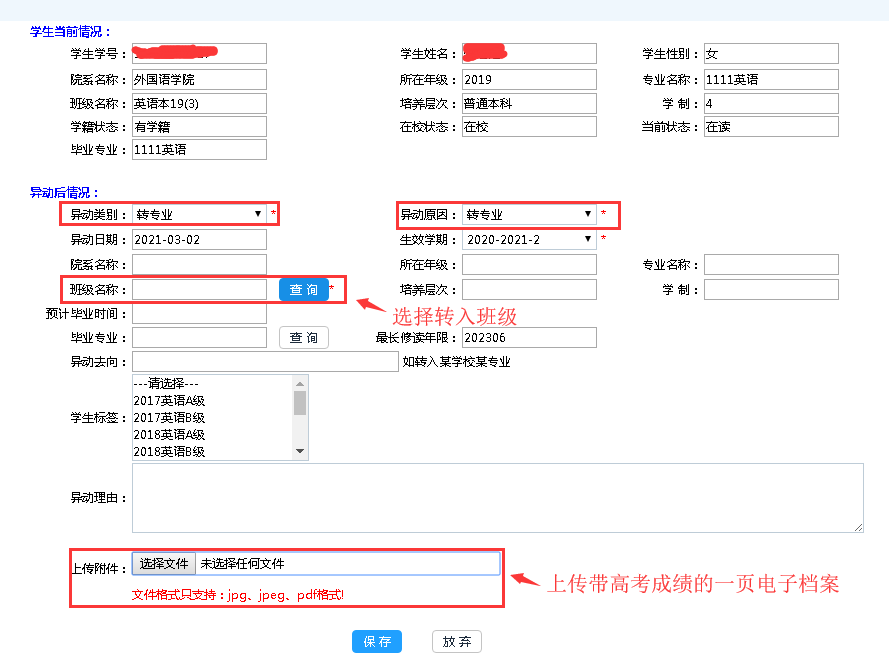 学生当前情况：
学生学号： 学生姓名： 学生性别：女
院系名称：外国语学院 所在年级：2019 专业名称：1111英语
班级名称：英语本19(3) 培养层次：普通本科 学 制：4
学籍状态：有学籍 在校状态：在校 当前状态：在读
毕业专业：1111英语
异动后情况：
异动类别：转专业 * 异动原因：转专业 *
异动日期：2021-03-02 生效学期：2020-2021-2 *
院系名称： 所在年级： 专业名称：
班级名称： 查 询 * 培养层次： 学 制：
选择转入班级
预计毕业时间：
毕业专业： 查 询 最长修读年限：202306
异动去向： 如转入某学校某专业
---请选择---
2017英语A级
学生标签：2017英语B级
2018英语A级
2018英语B级
异动理由：
上传附件：选择文件 未选择任何文件
文件格式只支持：jpg、jpeg、pdf格式!
上传带高考成绩的一页电子档案
保 存 放 弃